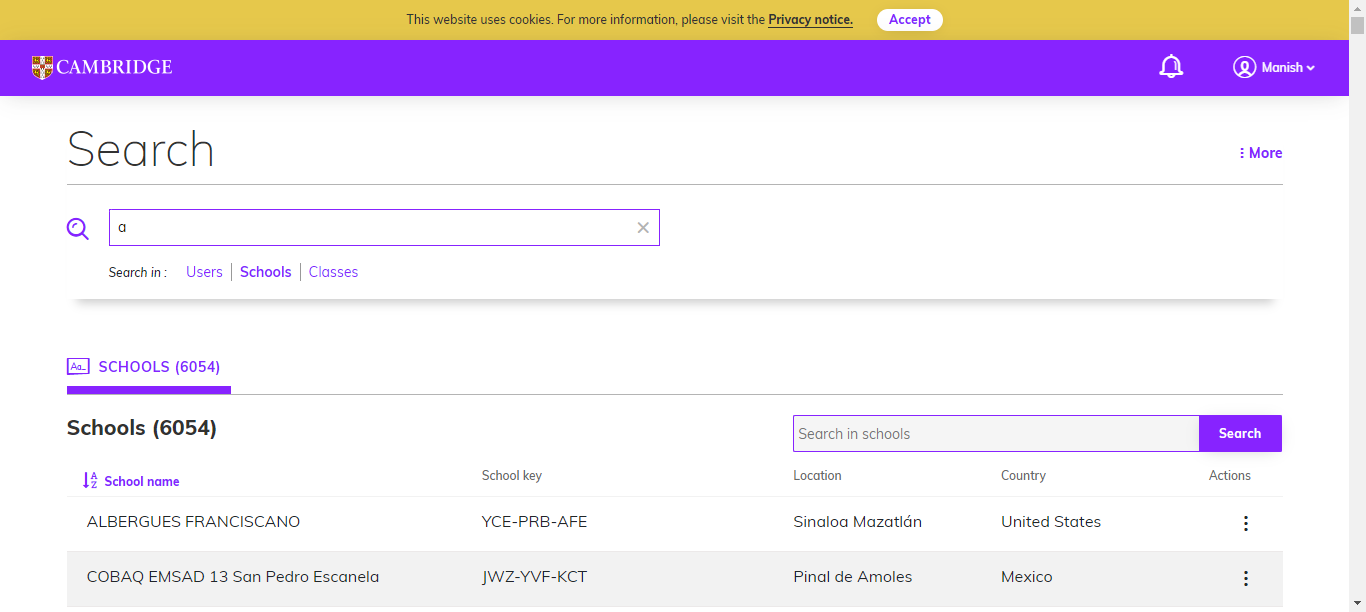 This website uses cookies. For more information, please visit the Privacy notice. Accept
CAMBRIDGE Manish
Search
More
a
Search in : Users Schools Classes
Aa_ SCHOOLS (6054)
Schools (6054)
Search in schools Search
A Z School name School key Location Country Actions
ALBERGUES FRANCISCANO YCE-PRB-AFE Sinaloa Mazatlán United States
COBAQ EMSAD 13 San Pedro Escanela JWZ-YVF-KCT Pinal de Amoles Mexico